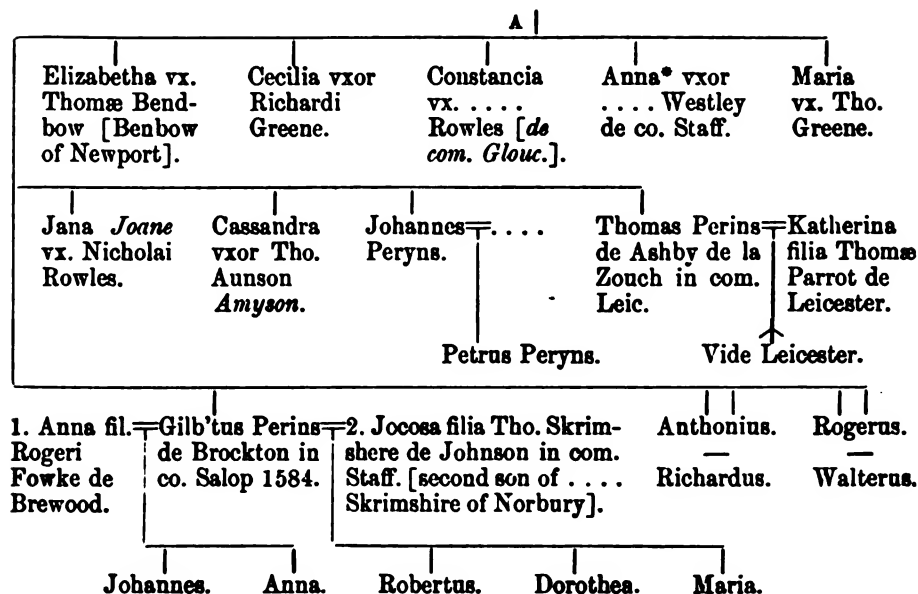 A
Elizabetha vx.
Thomæ Bend-
bow [Benbow
of Newport].
Cecilia vxor
Richardi
Greene.
Constancia
vx. . . . . .
Rowles [de
com. Glouc.].
Anna* vxor
. . . . Westley
de co. Staff.
Maria
vx. Tho.
Greene.
Jana Joane
vx. Nicholai
Rowles.
Cassandra
vxor Tho.
Aunson
Amyson.
Johannes
Peryns.
. . . .
Thomas Perins
de Ashby de la
Zouch in com.
Leic.
Katherina
filia Thomæ
Parrot de
Leicester.
Petrus Peryns.
Vide Leicester.
1. Anna fil.
Rogeri
Fowke de
Brewood.
Gilb'tus Perins
de Brockton in
co. Salop 1584.
2. Jocosa filia Tho. Skrim-
shere de Johnson in com.
Staff. [second son of . . . .
Skrimshire of Norbury].
Anthonius.
—
Richardus.
Rogerus.
—
Walterus.
Johannes.
Anna.
Robertus.
Dorothea.
Maria.